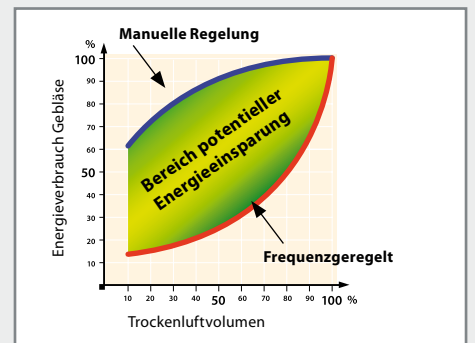 Manuelle Regelung
%
100
90
80
70
60
50
40
30
20
10
Energieverbrauch Gebläse
Bereich potentieller
Energieeinsparung
Frequenzgeregelt
10 20 30 40 50 60 70 80 90 100 %
Trockenluftvolumen